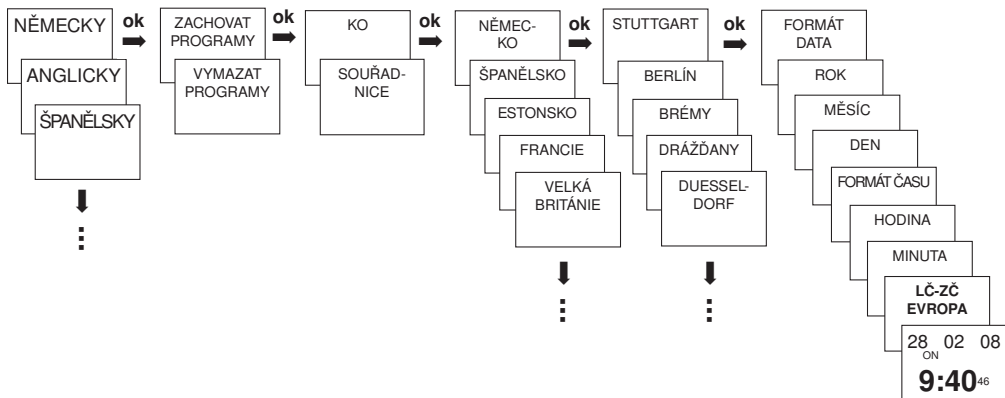 NĚMECKY
ANGLICKY
ŠPANĚLSKY
ok
ZACHOVAT
PROGRAMY
VYMAZAT
PROGRAMY
ok
KO
SOUŘAD-
NICE
ok
NĚMEC-
KO
ŠPANĚLSKO
ESTONSKO
FRANCIE
VELKÁ
BRITÁNIE
ok
STUTTGART
BERLÍN
BRÉMY
DRÁŽĎANY
DUESSEL-
DORF
ok
FORMÁT
DATA
ROK
MĚSÍC
DEN
FORMÁT ČASU
HODINA
MINUTA
LČ-ZČ
EVROPA
28 02 08
ON
9:40 46